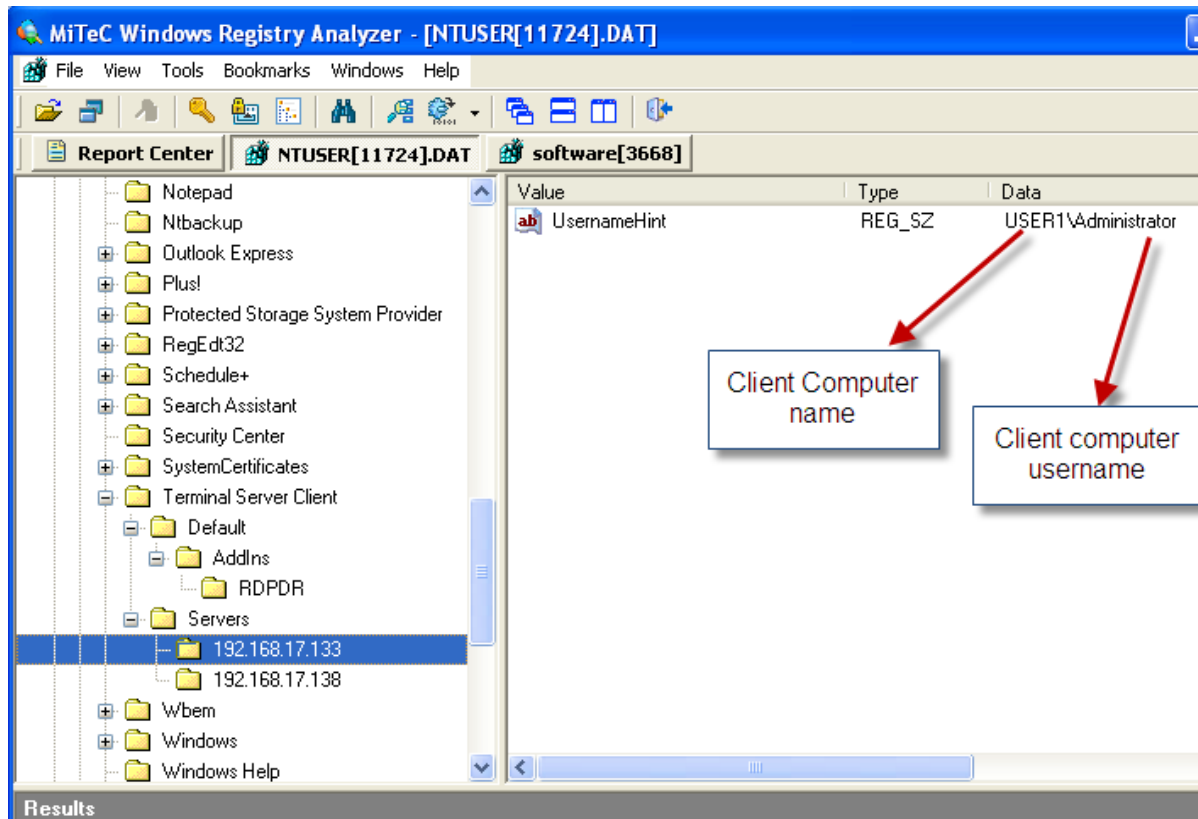 MiTeC Windows Registry Analyzer - [NTUSER[11724].DAT]
File View Tools Bookmarks Windows Help
Report Center NTUSER[11724].DAT software[3668]
Notepad
Ntbackup
Outlook Express
Plus!
Protected Storage System Provider
RegEdt32
Schedule+
Search Assistant
Security Center
SystemCertificates
Terminal Server Client
Default
AddIns
RDPDR
Servers
192.168.17.133
192.168.17.138
Wbem
Windows
Windows Help
Value Type Data
ab UsernameHint REG_SZ USER1\Administrator
Client Computer
name
Client computer
username
Results